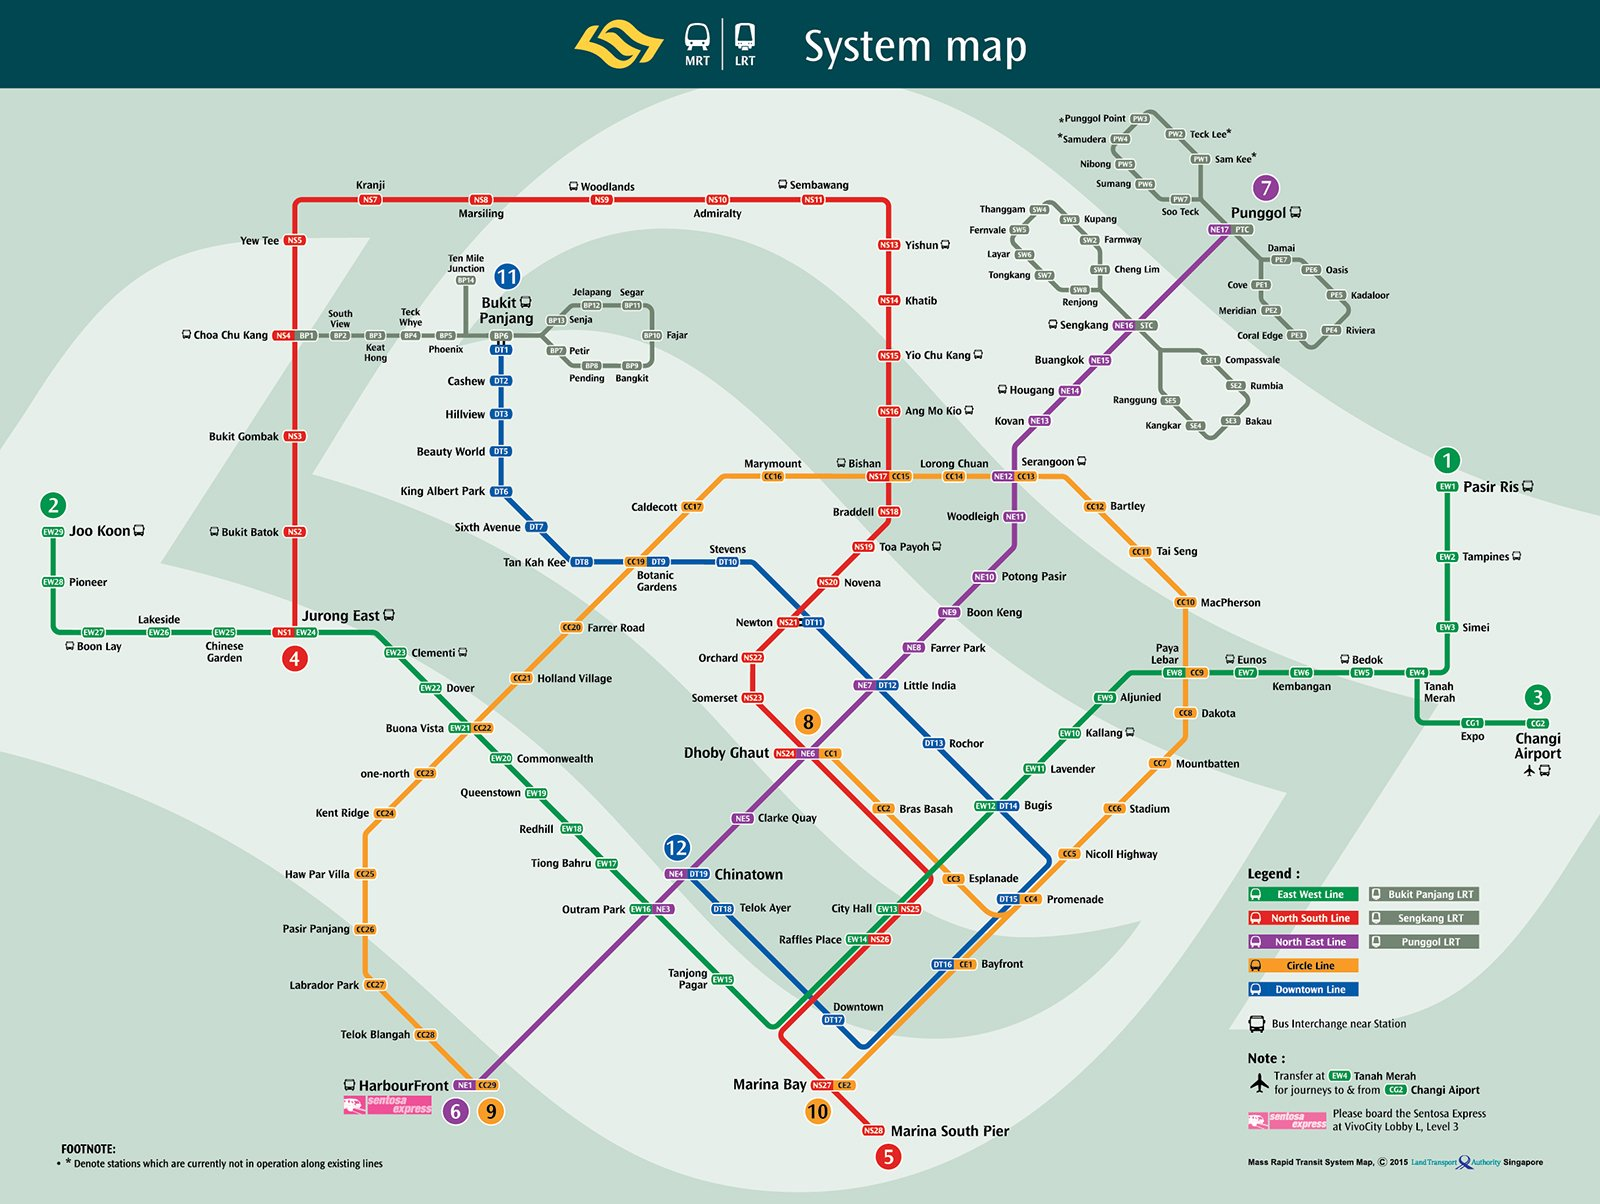 MRT
LRT
System map
Kranji
NS7
NS8
Marsiling
Woodlands
NS9
NS10
Admiralty
Sembawang
NS11
Yew Tee NS5
NS13 Yishun
NS14 Khatib
NS15 Yio Chu Kang
NS16 Ang Mo Kio
*Punggol Point PW3
*Samudera PW4
PW2 Teck Lee*
PW1 Sam Kee*
Nibong PW5
Sumang PW6
PW7
Soo Teck
7
Punggol
NE17 PTC
Thanggam SW4
Fernvale SW5
SW3 Kupang
SW2 Farmway
Layar SW6
Tongkang SW7
SW1 Cheng Lim
SW8
Renjong
Damai
PE7
PE6 Oasis
Cove PE1
PE5 Kadaloor
Meridian PE2
Coral Edge PE3
PE4 Riviera
Sengkang NE16 STC
Buangkok NE15
SE1 Compassvale
SE2 Rumbia
Ranggung SE5
Kangkar SE4
SE3 Bakau
Hougang NE14
Kovan NE13
Choa Chu Kang NS4 BP1
South
View
BP2
BP3
Keat
Hong
Teck
Whye
BP4
BP5
Phoenix
Ten Mile
Junction
BP14
11
Bukit
Panjang
BP6
DT1
Jelapang
BP12
Segar
BP11
BP13 Senja
BP10 Fajar
BP7 Petir
BP8
Pending
BP9
Bangkit
Cashew DT2
Hillview DT3
Beauty World DT5
King Albert Park DT6
Sixth Avenue DT7
Tan Kah Kee DT8
Bukit Gombak NS3
Bukit Batok NS2
2
EW29 Joo Koon
EW28 Pioneer
EW27
Boon Lay
Lakeside
EW26
EW25
Chinese
Garden
Jurong East
NS1 EW24
4
EW23 Clementi
EW22 Dover
Buona Vista EW21 CC22
EW20 Commonwealth
Queenstown EW19
Redhill EW18
Tiong Bahru EW17
Outram Park EW16 NE3
Tanjong
Pagar
EW15
Marymount
CC16
Bishan
NS17 CC15
Lorong Chuan
CC14
Serangoon
NE12 CC13
Caldecott CC17
Braddell NS18
NS19 Toa Payoh
NS20 Novena
Woodleigh NE11
NE10 Potong Pasir
NE9 Boon Keng
NE8 Farrer Park
CC12 Bartley
CC11 Tai Seng
CC10 MacPherson
CC19 DT9
Botanic
Gardens
Stevens
DT10
Newton NS21 DT11
Orchard NS22
Somerset NS23
NE7 DT12 Little India
CC20 Farrer Road
CC21 Holland Village
one-north CC23
Kent Ridge CC24
Haw Par Villa CC25
Pasir Panjang CC26
Labrador Park CC27
Telok Blangah CC28
HarbourFront NE1 CC29
sentosa
express
6
9
8
Dhoby Ghaut NS24 NE6 CC1
DT13 Rochor
NE5 Clarke Quay
CC2 Bras Basah
12
NE4 DT19 Chinatown
DT18 Telok Ayer
CC3 Esplanade
City Hall EW13 NS25
Raffles Place EW14 NS26
Downtown
DT17
Marina Bay NS27 CE2
10
NS28 Marina South Pier
5
EW12 DT14 Bugis
EW11 Lavender
EW10 Kallang
EW9 Aljunied
Paya
Lebar
EW8 CC9
Eunos
EW7
EW6
Kembangan
Bedok
EW5
EW4
Tanah
Merah
1
EW1 Pasir Ris
EW2 Tampines
EW3 Simei
3
CG1
Expo
CG2
Changi
Airport
CC8 Dakota
CC7 Mountbatten
CC6 Stadium
CC5 Nicoll Highway
DT15 CC4 Promenade
DT16 CE1 Bayfront
Legend :
East West Line
Bukit Panjang LRT
North South Line
Sengkang LRT
North East Line
Punggol LRT
Circle Line
Downtown Line
Bus Interchange near Station
Note :
Transfer at EW4 Tanah Merah
for journeys to & from CG2 Changi Aiport
sentosa
express
Please board the Sentosa Express
at VivoCity Lobby L, Level 3
FOOTNOTE:
• * Denote stations which are currently not in operation along existing lines
Mass Rapid Transit System Map, © 2015 Land Transport Authority Singapore